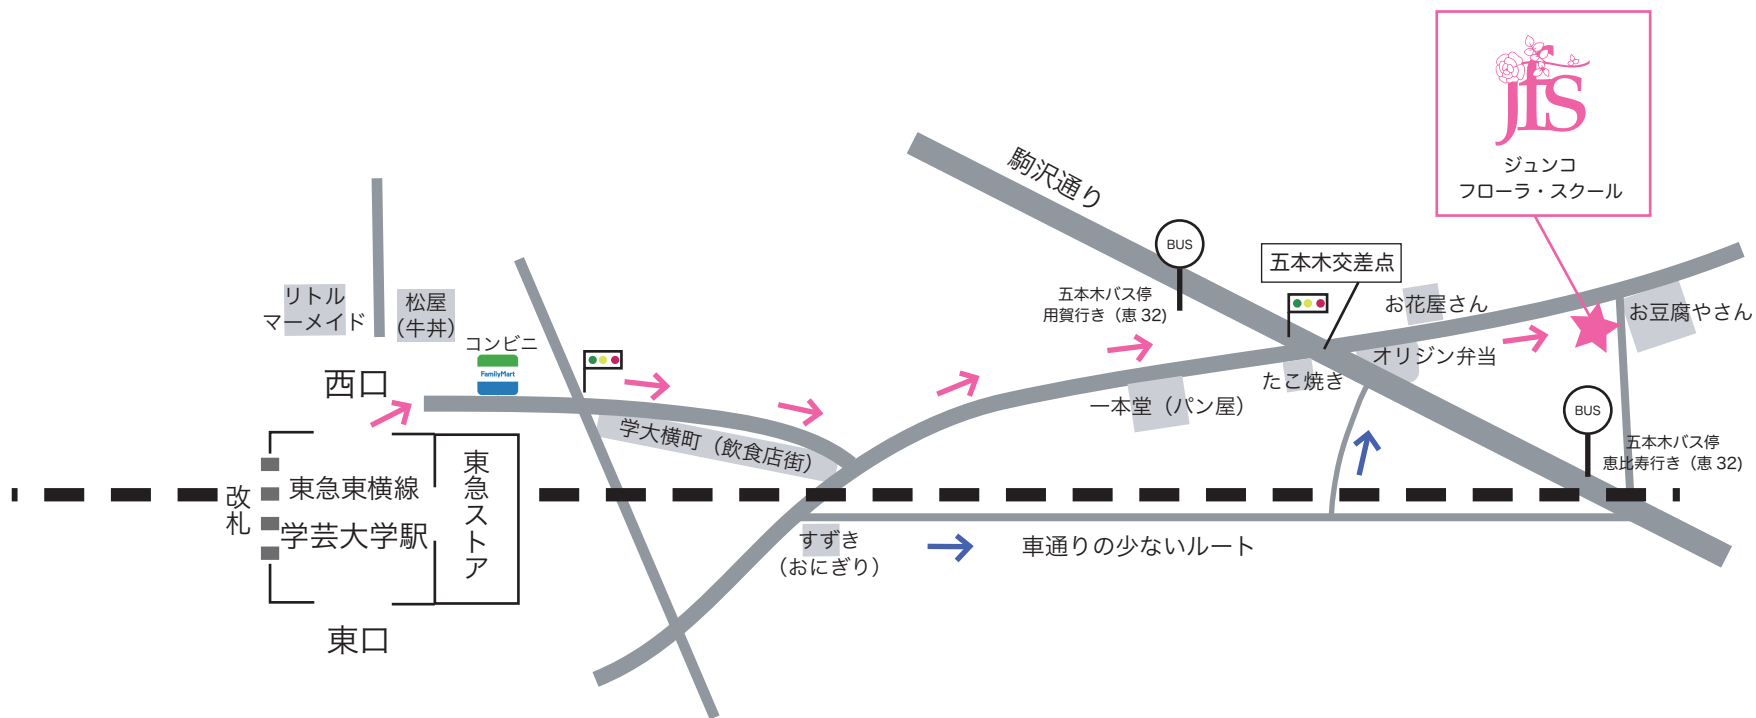 jfS
ジュンコ
フローラ・スクール
駒沢通り
BUS
五本木交差点
五本木バス停
用賀行き（恵 32)
お花屋さん
お豆腐やさん
リトル
マーメイド
松屋
（牛丼）
コンビニ
FamilyMart
西口
オリジン弁当
たこ焼き
一本堂（パン屋）
学大横町（飲食店街）
BUS
五本木バス停
恵比寿行き（恵 32)
改札
東急東横線
学芸大学駅
東急ストア
すずき
（おにぎり）
車通りの少ないルート
東口